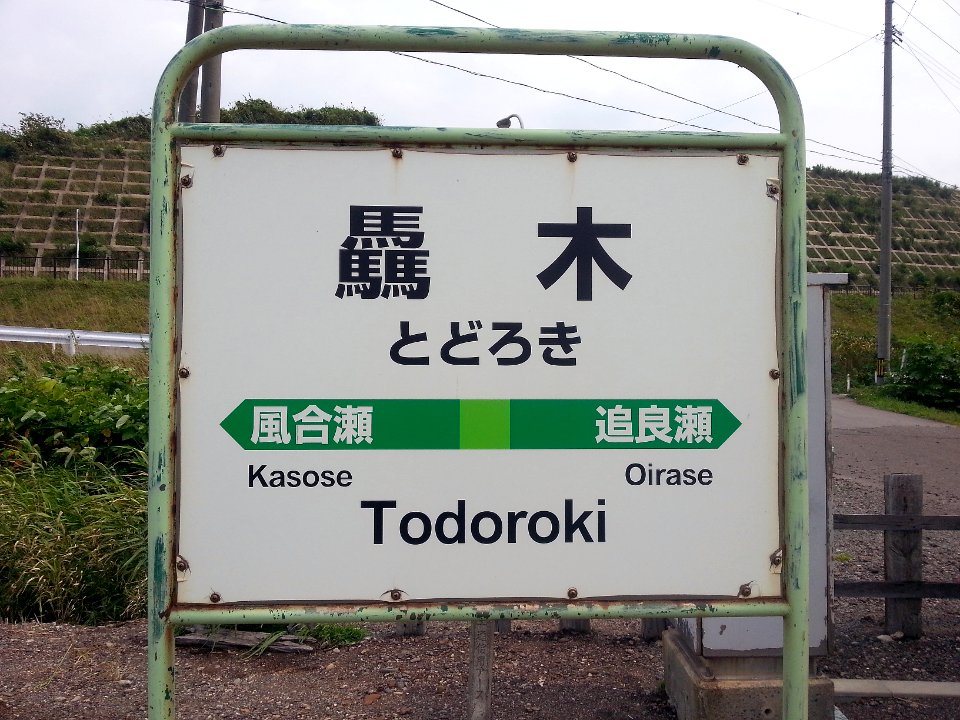 驫木
とどろき
風合瀬 追良瀬
Kasose Oirase
Todoroki